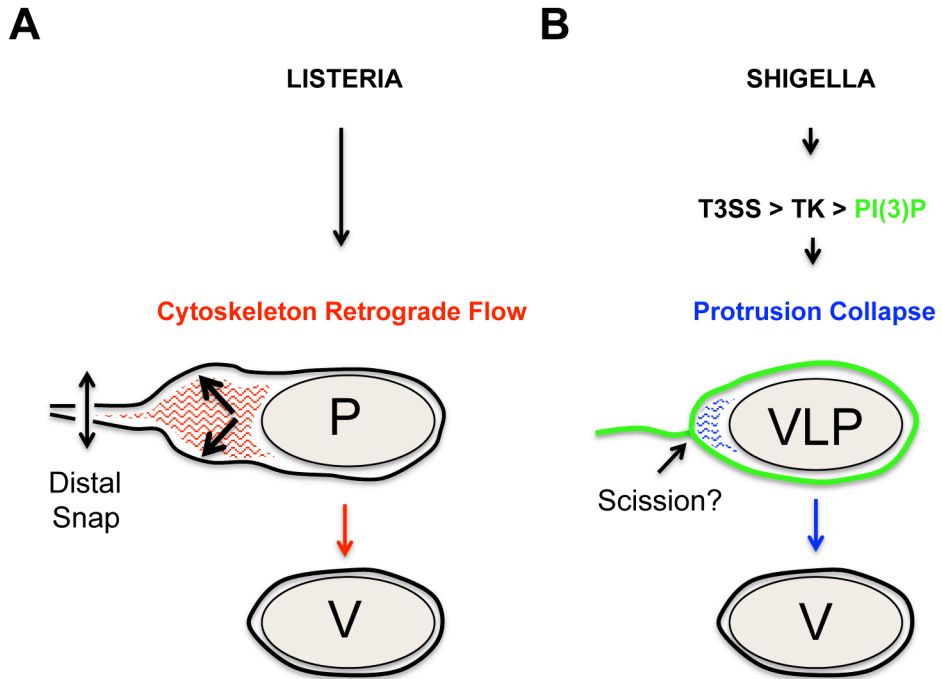 A
LISTERIA
Cytoskeleton Retrograde Flow
P
Distal
Snap
V
B
SHIGELLA
T3SS > TK > PI(3)P
Protrusion Collapse
VLP
Scission?
V